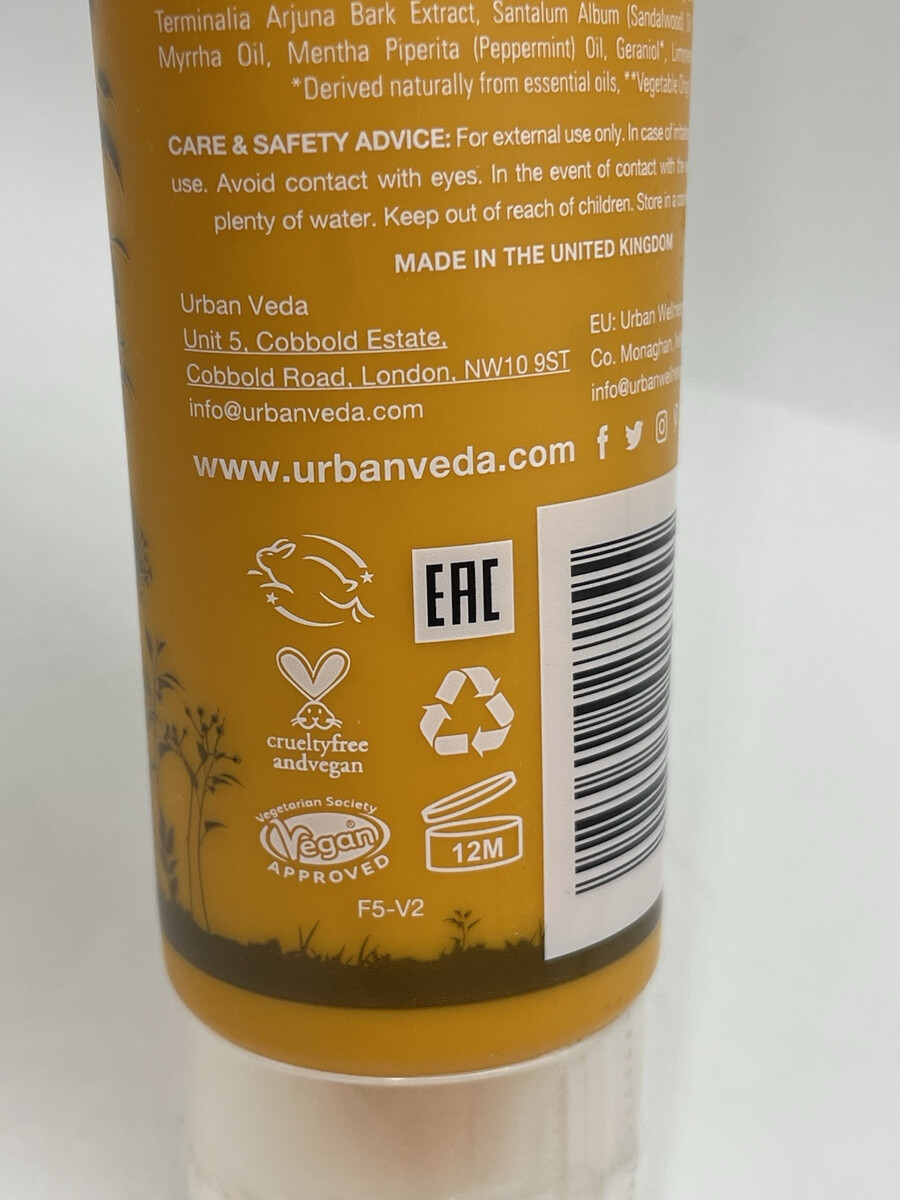 Terminalia Arjuna Bark Extract, Santalum Album (Sandalwood)
Myrrha Oil, Mentha Piperita (Peppermint) Oil, Geraniol*,
*Derived naturally from essential oils, **Vegetable
CARE & SAFETY ADVICE: For external use only. In case of
use. Avoid contact with eyes. In the event of contact with the
plenty of water. Keep out of reach of children. Store in a
MADE IN THE UNITED KINGDOM
Urban Veda
Unit 5, Cobbold Estate,
Cobbold Road, London, NW10 9ST
info@urbanveda.com
EU: Urban
Co. Monaghan,
www.urbanveda.com
EAC
crueltyfree
andvegan
Vegetarian Society
Vegan®
APPROVED
12M
F5-V2